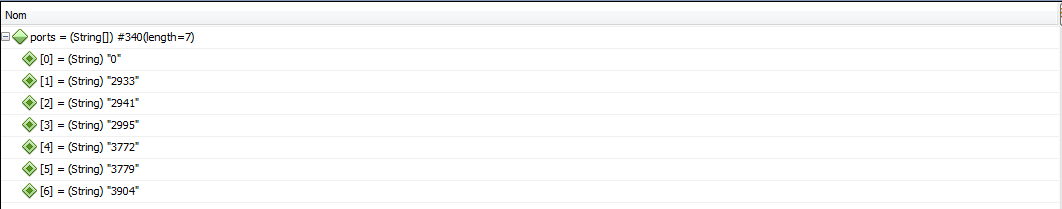 Nom
ports = (String[]) #340(length=7)
[0] = (String) "0"
[1] = (String) "2933"
[2] = (String) "2941"
[3] = (String) "2995"
[4] = (String) "3772"
[5] = (String) "3779"
[6] = (String) "3904"